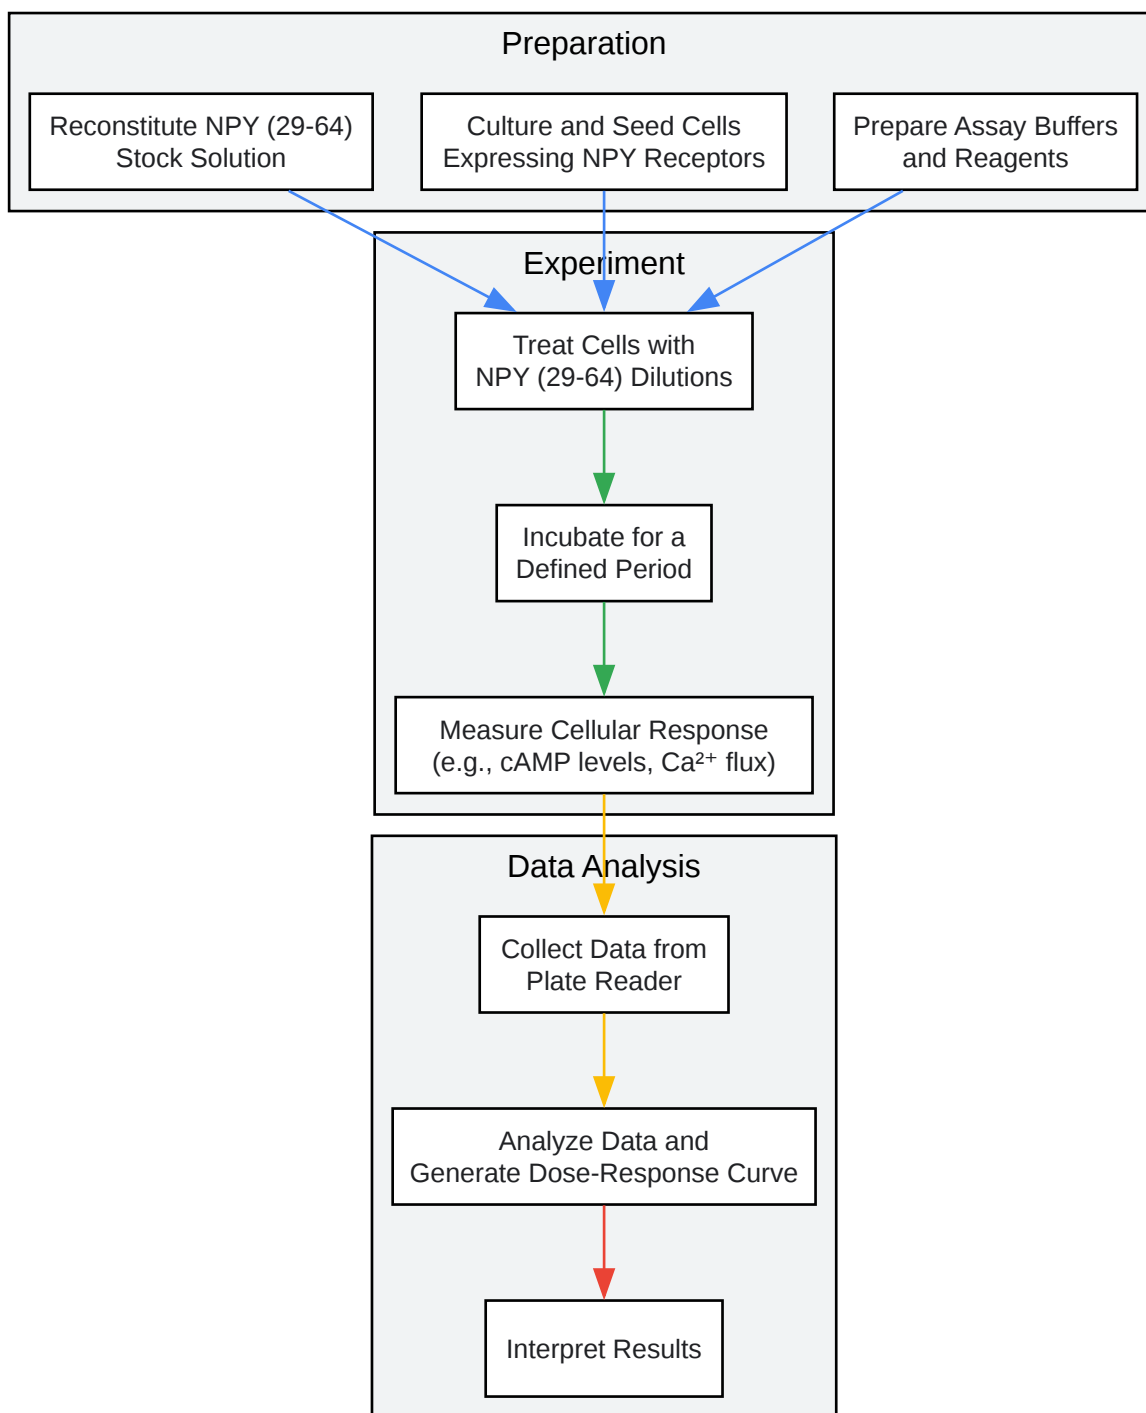 Preparation
Reconstitute NPY (29-64)
Stock Solution
Culture and Seed Cells
Expressing NPY Receptors
Prepare Assay Buffers
and Reagents
Experiment
Treat Cells with
NPY (29-64) Dilutions
Incubate for a
Defined Period
Measure Cellular Response
(e.g., cAMP levels, Ca²⁺ flux)
Data Analysis
Collect Data from
Plate Reader
Analyze Data and
Generate Dose-Response Curve
Interpret Results